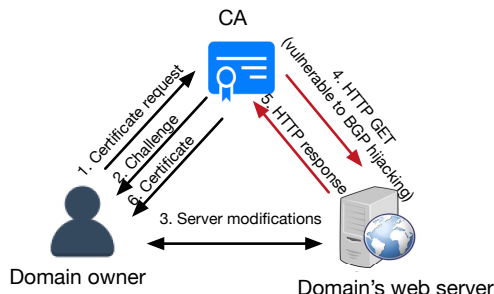 CA
1. Certificate request
2. Challenge
6. Certificate
4. HTTP GET
(vulnerable to BGP hijacking)
5. HTTP response
3. Server modifications
Domain owner
Domain's web server